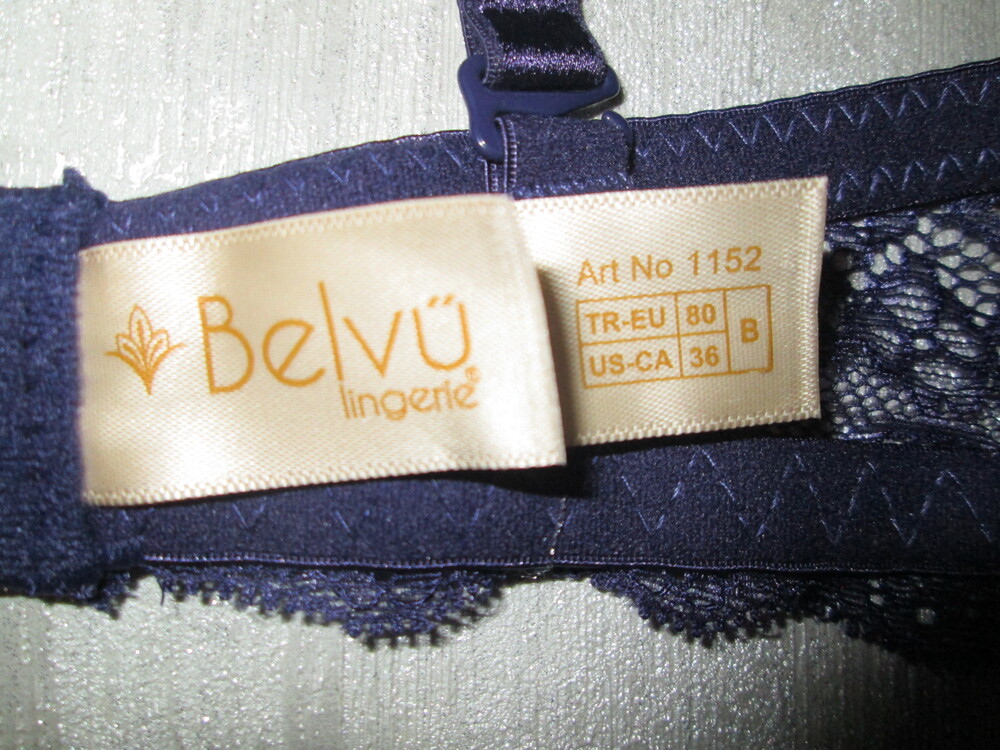 Belvü
lingerie®
Art No 1152
TR-EU 80 B
US-CA 36